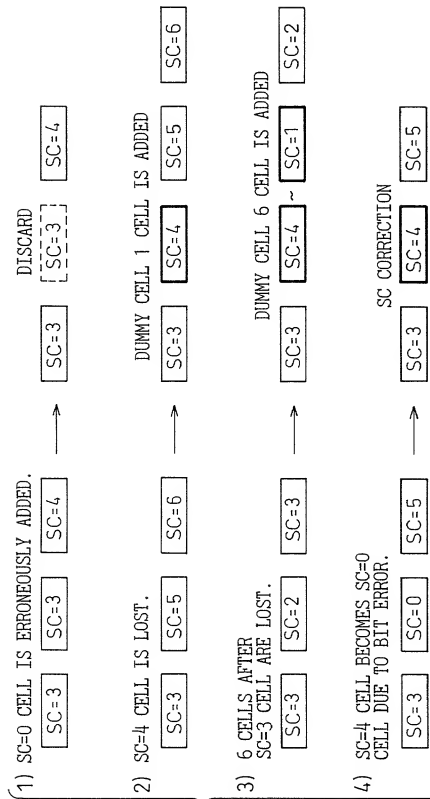 1) SC=0 CELL IS ERRONEOUSLY ADDED.
DISCARD
SC=3 SC=3 SC=4 → SC=3 SC=3 SC=4
2) SC=4 CELL IS LOST.
DUMMY CELL 1 CELL IS ADDED
SC=3 SC=5 SC=6 → SC=3 SC=4 SC=5 SC=6
3) 6 CELLS AFTER
SC=3 CELL ARE LOST.
DUMMY CELL 6 CELL IS ADDED
SC=3 SC=2 SC=3 → SC=3 SC=4 ~ SC=1 SC=2
4) SC=4 CELL BECOMES SC=0
CELL DUE TO BIT ERROR.
SC CORRECTION
SC=3 SC=0 SC=5 → SC=3 SC=4 SC=5